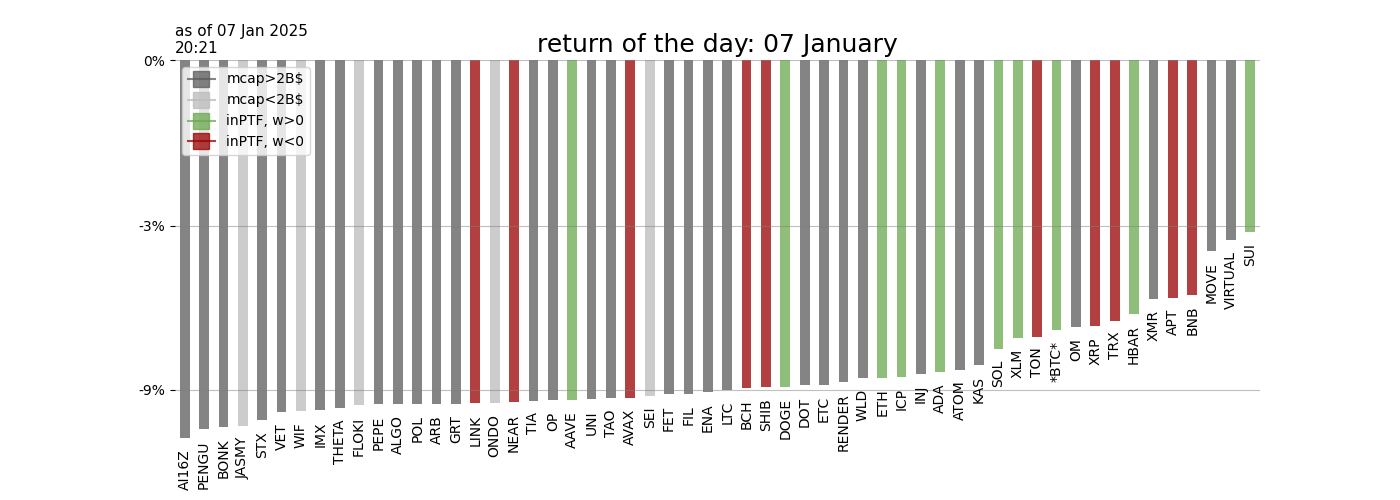 as of 07 Jan 2025
20:21
return of the day: 07 January
0%
-3%
-9%
mcap>2B$
mcap<2B$
inPTF, w>0
inPTF, w<0
AI16Z
PENGU
BONK
JASMY
STX
VET
WIF
IMX
THETA
FLOKI
PEPE
ALGO
POL
ARB
GRT
LINK
ONDO
NEAR
TIA
OP
AAVE
UNI
TAO
AVAX
SEI
FET
FIL
ENA
LTC
BCH
SHIB
DOGE
DOT
ETC
RENDER
WLD
ETH
ICP
INJ
ADA
ATOM
KAS
SOL
XLM
TON
*BTC*
OM
XRP
TRX
HBAR
XMR
APT
BNB
MOVE
VIRTUAL
SUI